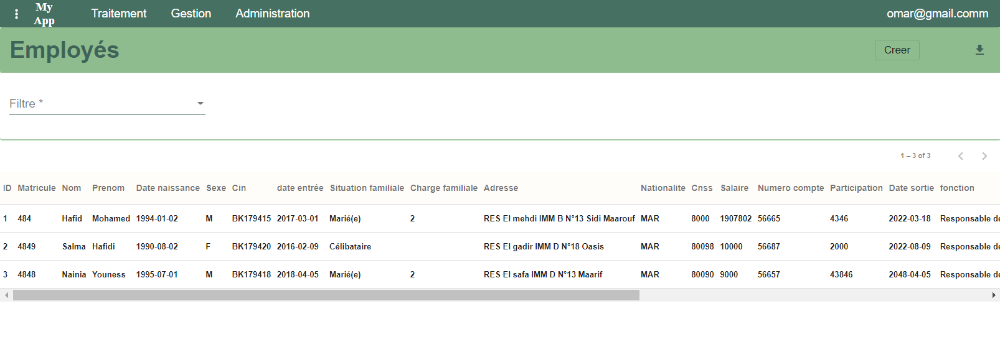 My App Traitement Gestion Administration omar@gmail.comm
Employés Creer
Filtre *
1 – 3 of 3
ID Matricule Nom Prenom Date naissance Sexe Cin date entrée Situation familiale Charge familiale Adresse Nationalite Cnss Salaire Numero compte Participation Date sortie fonction
1 484 Hafid Mohamed 1994-01-02 M BK179415 2017-03-01 Marié(e) 2 RES El mehdi IMM B N°13 Sidi Maarouf MAR 8000 1907802 56665 4346 2022-03-18 Responsable de
2 4849 Salma Hafidi 1990-08-02 F BK179420 2016-02-09 Célibataire RES El gadir IMM D N°18 Oasis MAR 80098 10000 56687 2000 2022-08-09 Responsable de
3 4848 Nainia Youness 1995-07-01 M BK179418 2018-04-05 Marié(e) 2 RES El safa IMM D N°13 Maarif MAR 80090 9000 56657 43846 2048-04-05 Responsable de